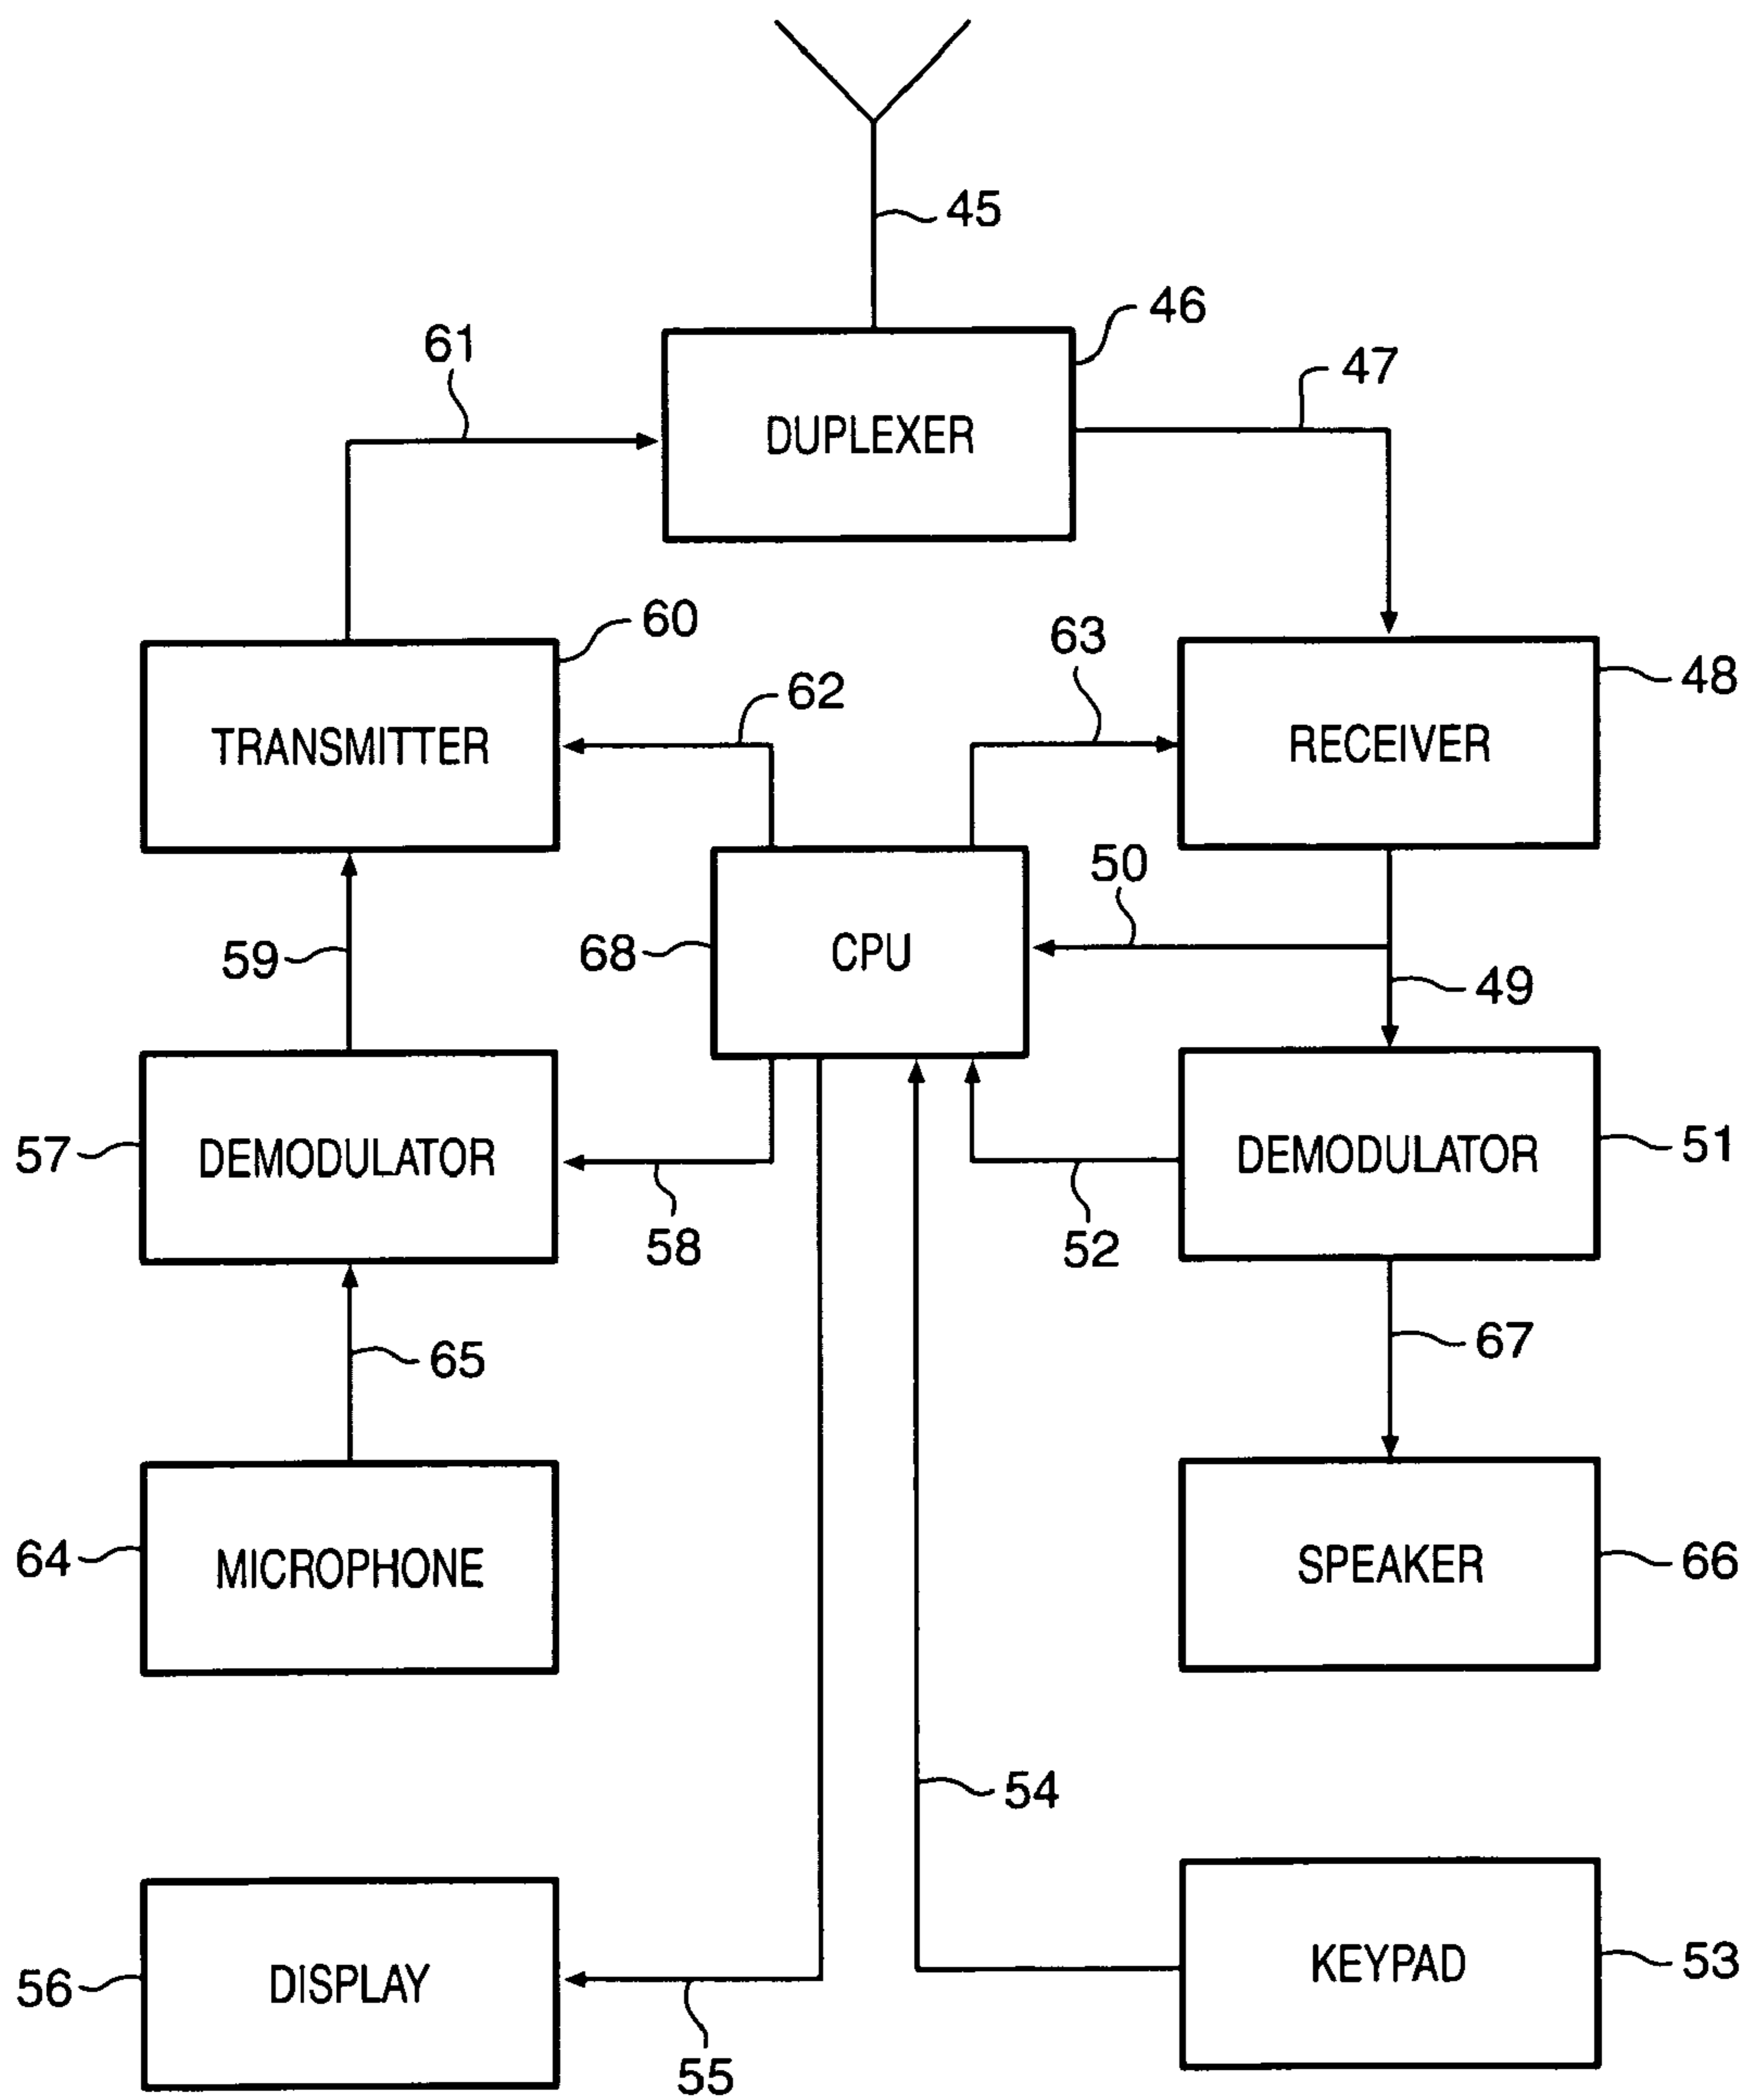 45
46
61
47
DUPLEXER
60
63
48
62
TRANSMITTER
RECEIVER
50
68
CPU
59
49
57
DEMODULATOR
DEMODULATOR
51
58
52
65
67
64
MICROPHONE
SPEAKER
66
54
56
DISPLAY
KEYPAD
53
55